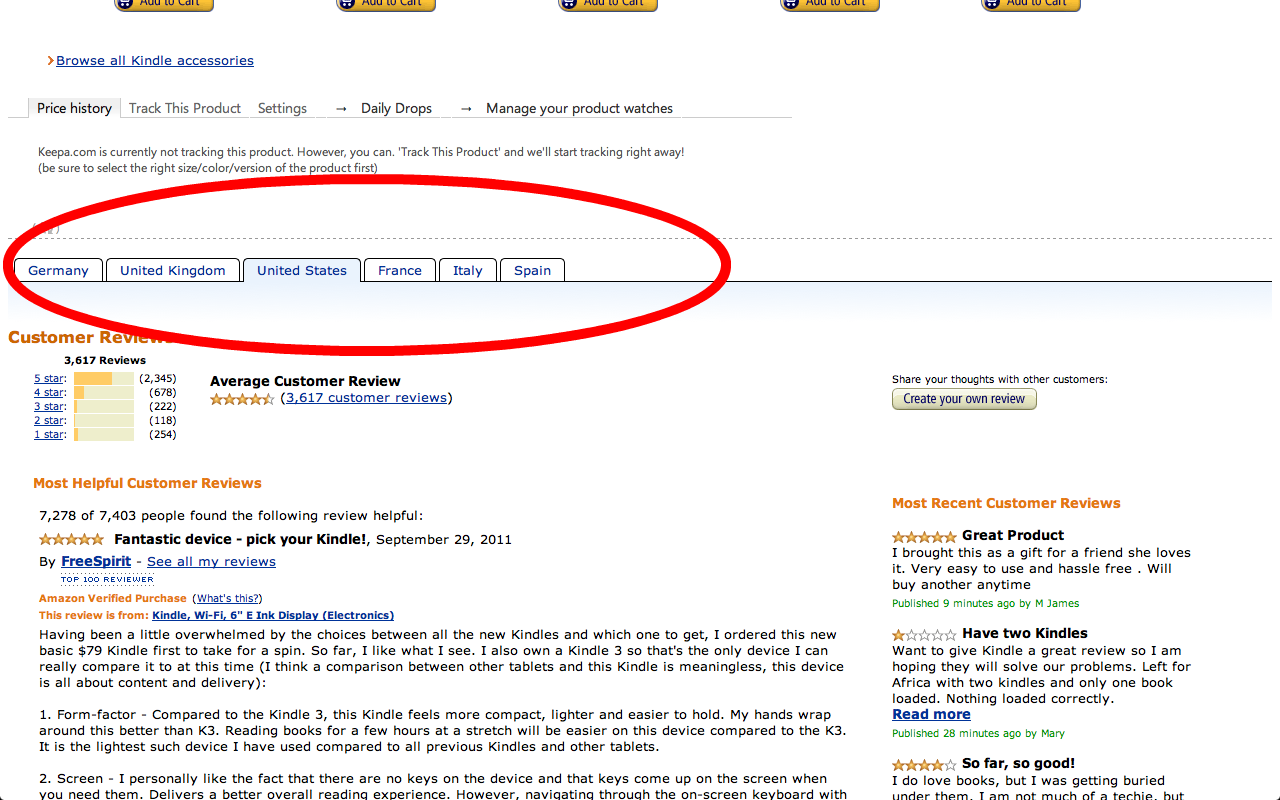 Add to Cart Add to Cart Add to Cart Add to Cart Add to Cart
Browse all Kindle accessories
Price history Track This Product Settings → Daily Drops → Manage your product watches
Keepa.com is currently not tracking this product. However, you can. 'Track This Product' and we'll start tracking right away!
(be sure to select the right size/color/version of the product first)
Germany United Kingdom United States France Italy Spain
Customer Reviews
3,617 Reviews
5 star: (2,345)
4 star: (678)
3 star: (222)
2 star: (118)
1 star: (254)
Average Customer Review
(3,617 customer reviews)
Share your thoughts with other customers:
Create your own review
Most Helpful Customer Reviews
7,278 of 7,403 people found the following review helpful:
Fantastic device - pick your Kindle!, September 29, 2011
By FreeSpirit - See all my reviews
TOP 100 REVIEWER
Amazon Verified Purchase (What's this?)
This review is from: Kindle, Wi-Fi, 6" E Ink Display (Electronics)
Having been a little overwhelmed by the choices between all the new Kindles and which one to get, I ordered this new
basic $79 Kindle first to take for a spin. So far, I like what I see. I also own a Kindle 3 so that's the only device I can
really compare it to at this time (I think a comparison between other tablets and this Kindle is meaningless, this device
is all about content and delivery):
1. Form-factor - Compared to the Kindle 3, this Kindle feels more compact, lighter and easier to hold. My hands wrap
around this better than K3. Reading books for a few hours at a stretch will be easier on this device compared to the K3.
It is the lightest such device I have used compared to all previous Kindles and other tablets.
2. Screen - I personally like the fact that there are no keys on the device and that keys come up on the screen when
you need them. Delivers a better overall reading experience. However, navigating through the on-screen keyboard with
Most Recent Customer Reviews
Great Product
I brought this as a gift for a friend she loves
it. Very easy to use and hassle free . Will
buy another anytime
Published 9 minutes ago by M James
Have two Kindles
Want to give Kindle a great review so I am
hoping they will solve our problems. Left for
Africa with two kindles and only one book
loaded. Nothing loaded correctly.
Read more
Published 28 minutes ago by Mary
So far, so good!
I do love books, but I was getting buried
under them. I am not much of a techie, but